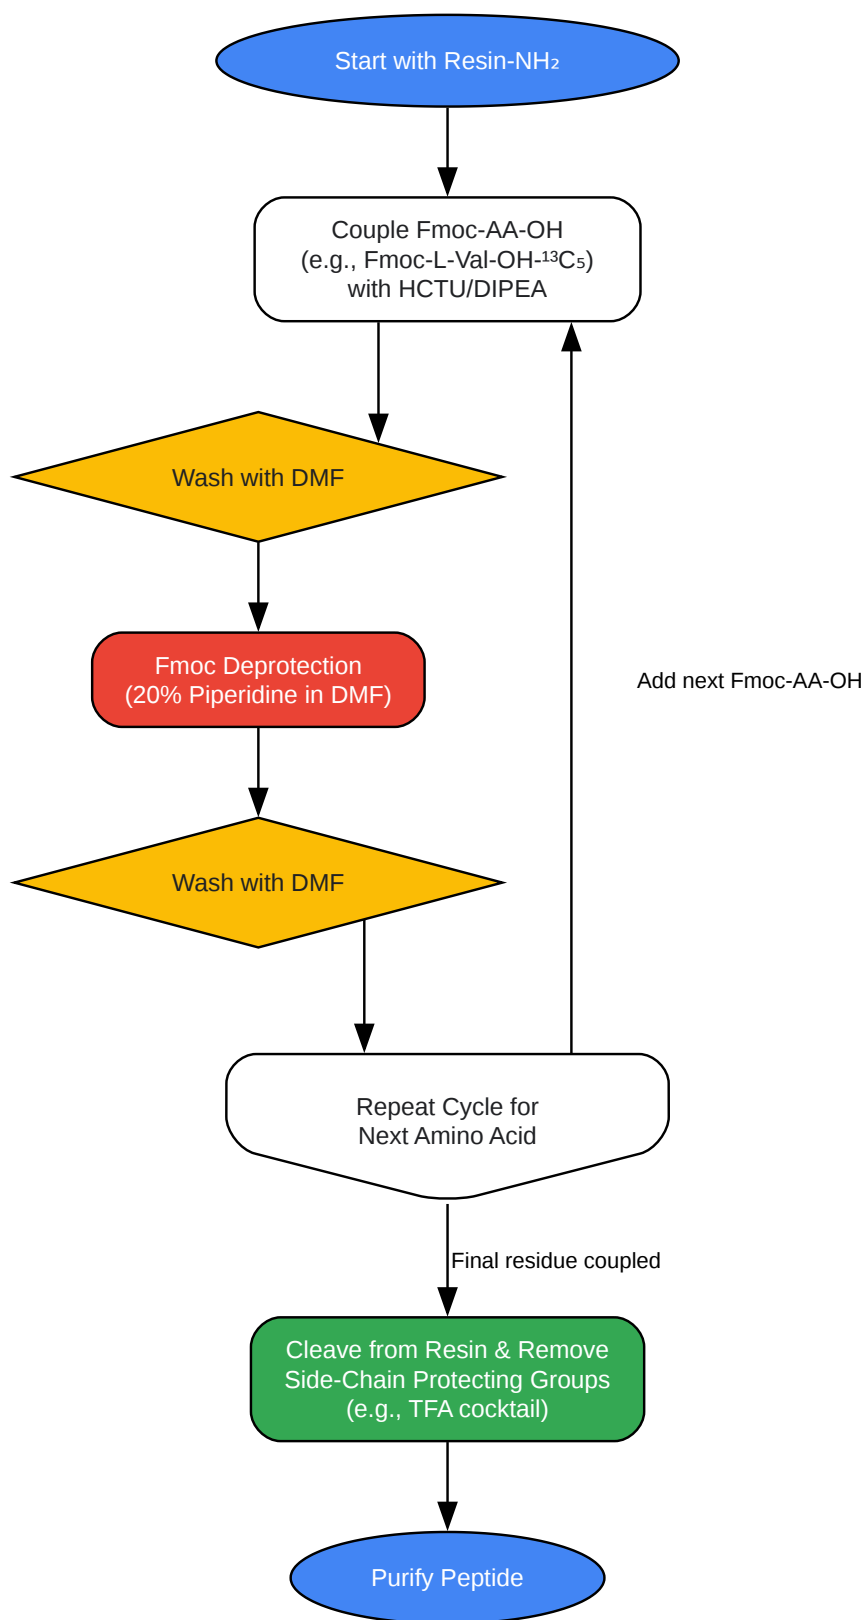 Start with Resin-NH₂
Couple Fmoc-AA-OH
(e.g., Fmoc-L-Val-OH-¹³C₅)
with HCTU/DIPEA
Wash with DMF
Fmoc Deprotection
(20% Piperidine in DMF)
Add next Fmoc-AA-OH
Wash with DMF
Repeat Cycle for
Next Amino Acid
Final residue coupled
Cleave from Resin & Remove
Side-Chain Protecting Groups
(e.g., TFA cocktail)
Purify Peptide